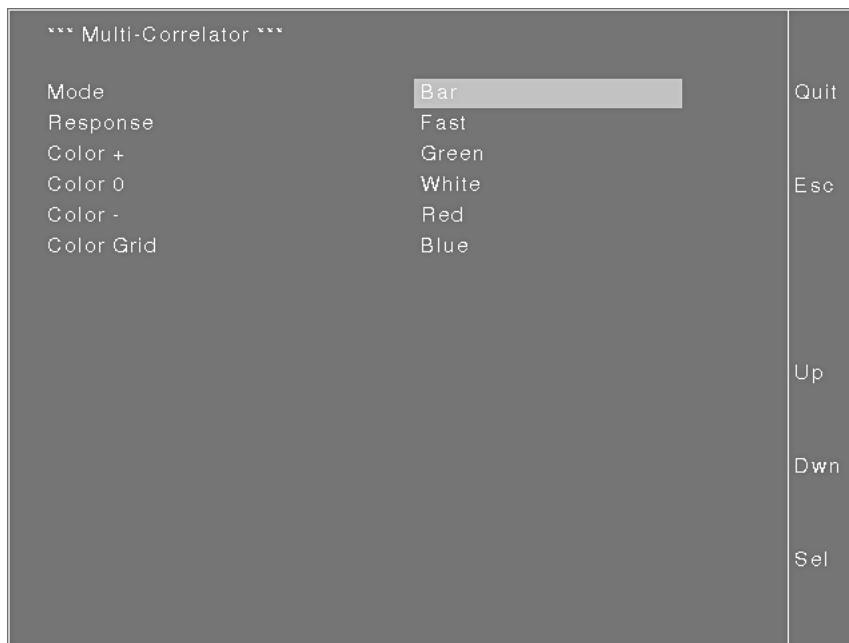 *** Multi-Correlator ***
Mode Bar
Response Fast
Color + Green
Color 0 White
Color - Red
Color Grid Blue
Quit
Esc
Up
Dwn
Sel